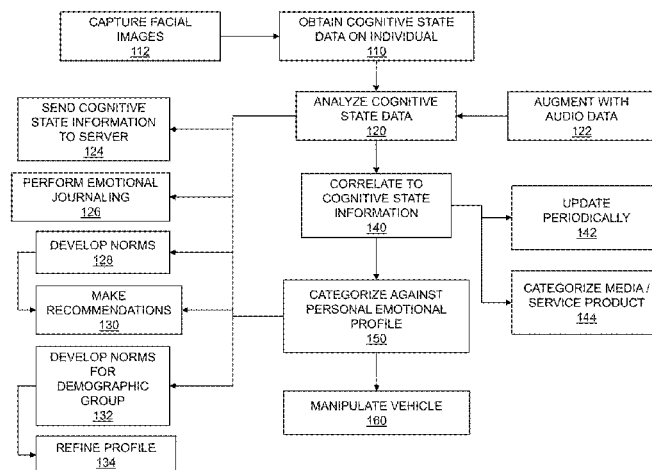 CAPTURE FACIAL
IMAGES
112
OBTAIN COGNITIVE STATE
DATA ON INDIVIDUAL
110
SEND COGNITIVE
STATE INFORMATION
TO SERVER
124
ANALYZE COGNITIVE
STATE DATA
120
AUGMENT WITH
AUDIO DATA
122
PERFORM EMOTIONAL
JOURNALING
126
CORRELATE TO
COGNITIVE STATE
INFORMATION
140
UPDATE
PERIODICALLY
142
DEVELOP NORMS
128
MAKE
RECOMMENDATIONS
130
CATEGORIZE AGAINST
PERSONAL EMOTIONAL
PROFILE
150
CATEGORIZE MEDIA /
SERVICE PRODUCT
144
DEVELOP NORMS
FOR
DEMOGRAPHIC
GROUP
132
MANIPULATE VEHICLE
160
REFINE PROFILE
134